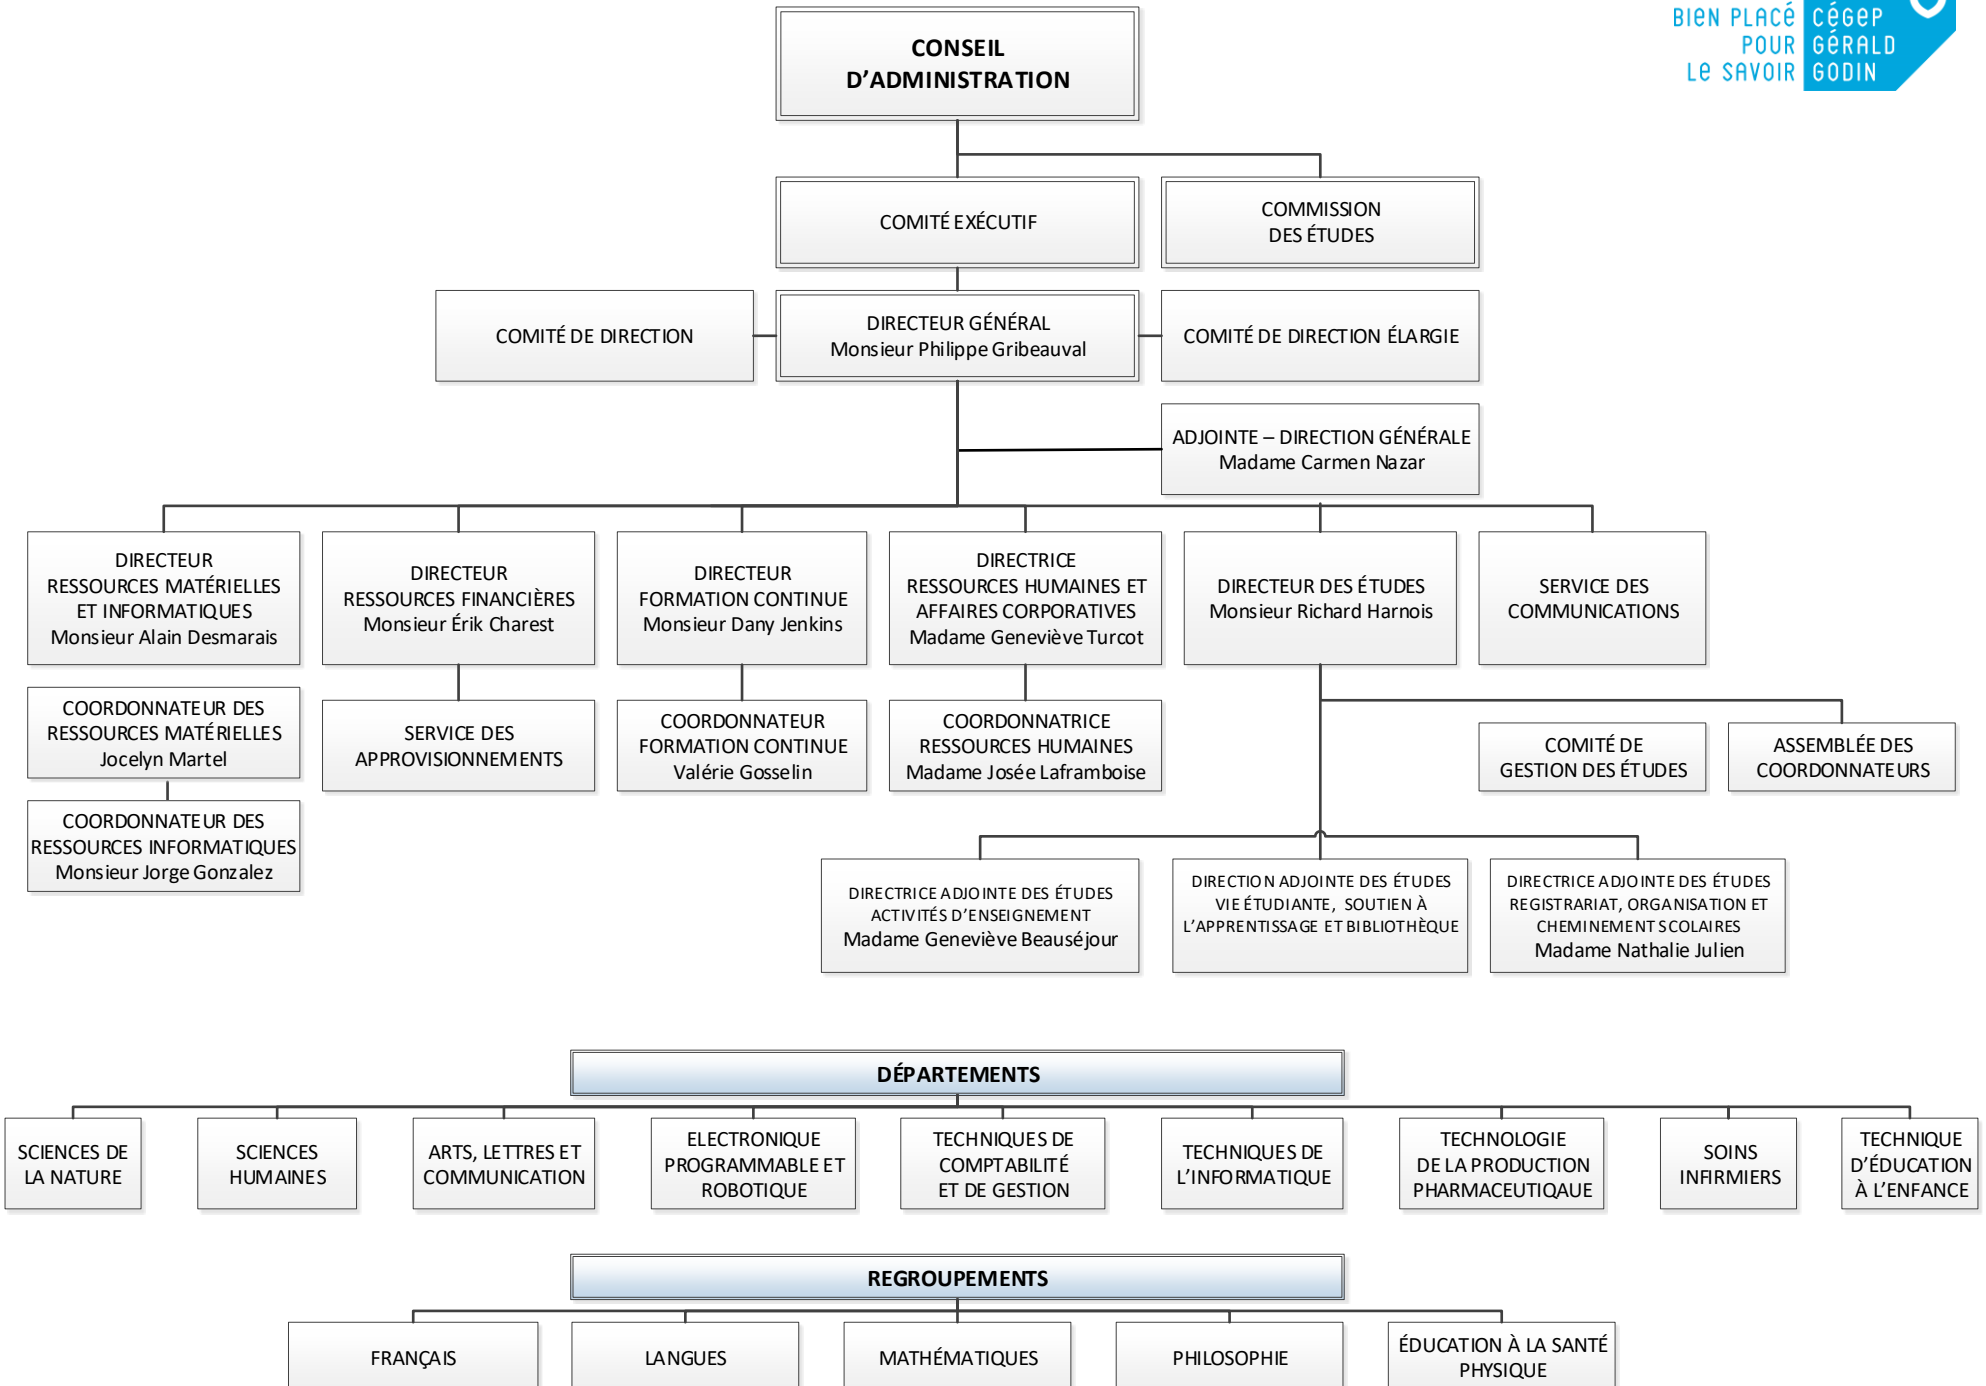 BIEN PLACÉ
POUR
LE SAVOIR
CÉGEP
GÉRALD
GODIN
CONSEIL
D'ADMINISTRATION
COMITÉ EXÉCUTIF
COMMISSION
DES ÉTUDES
COMITÉ DE DIRECTION
DIRECTEUR GÉNÉRAL
Monsieur Philippe Gribeauval
COMITÉ DE DIRECTION ÉLARGIE
ADJOINTE – DIRECTION GÉNÉRALE
Madame Carmen Nazar
DIRECTEUR
RESSOURCES MATÉRIELLES
ET INFORMATIQUES
Monsieur Alain Desmarais
DIRECTEUR
RESSOURCES FINANCIÈRES
Monsieur Érik Charest
DIRECTEUR
FORMATION CONTINUE
Monsieur Dany Jenkins
DIRECTRICE
RESSOURCES HUMAINES ET
AFFAIRES CORPORATIVES
Madame Geneviève Turcot
DIRECTEUR DES ÉTUDES
Monsieur Richard Harnois
SERVICE DES
COMMUNICATIONS
COORDONNATEUR DES
RESSOURCES MATÉRIELLES
Jocelyn Martel
SERVICE DES
APPROVISIONNEMENTS
COORDONNATEUR
FORMATION CONTINUE
Valérie Gosselin
COORDONNATRICE
RESSOURCES HUMAINES
Madame Josée Laframboise
COMITÉ DE
GESTION DES ÉTUDES
ASSEMBLÉE DES
COORDONNATEURS
COORDONNATEUR DES
RESSOURCES INFORMATIQUES
Monsieur Jorge Gonzalez
DIRECTRICE ADJOINTE DES ÉTUDES
ACTIVITÉS D'ENSEIGNEMENT
Madame Geneviève Beauséjour
DIRECTION ADJOINTE DES ÉTUDES
VIE ÉTUDIANTE, SOUTIEN À
L'APPRENTISSAGE ET BIBLIOTHÈQUE
DIRECTRICE ADJOINTE DES ÉTUDES
REGISTRARIAT, ORGANISATION ET
CHEMINEMENT SCOLAIRES
Madame Nathalie Julien
DÉPARTEMENTS
SCIENCES DE
LA NATURE
SCIENCES
HUMAINES
ARTS, LETTRES ET
COMMUNICATION
ELECTRONIQUE
PROGRAMMABLE ET
ROBOTIQUE
TECHNIQUES DE
COMPTABILITÉ
ET DE GESTION
TECHNIQUES DE
L'INFORMATIQUE
TECHNOLOGIE
DE LA PRODUCTION
PHARMACEUTIQAUE
SOINS
INFIRMIERS
TECHNIQUE
D'ÉDUCATION
À L'ENFANCE
REGROUPEMENTS
FRANÇAIS
LANGUES
MATHÉMATIQUES
PHILOSOPHIE
ÉDUCATION À LA SANTÉ
PHYSIQUE